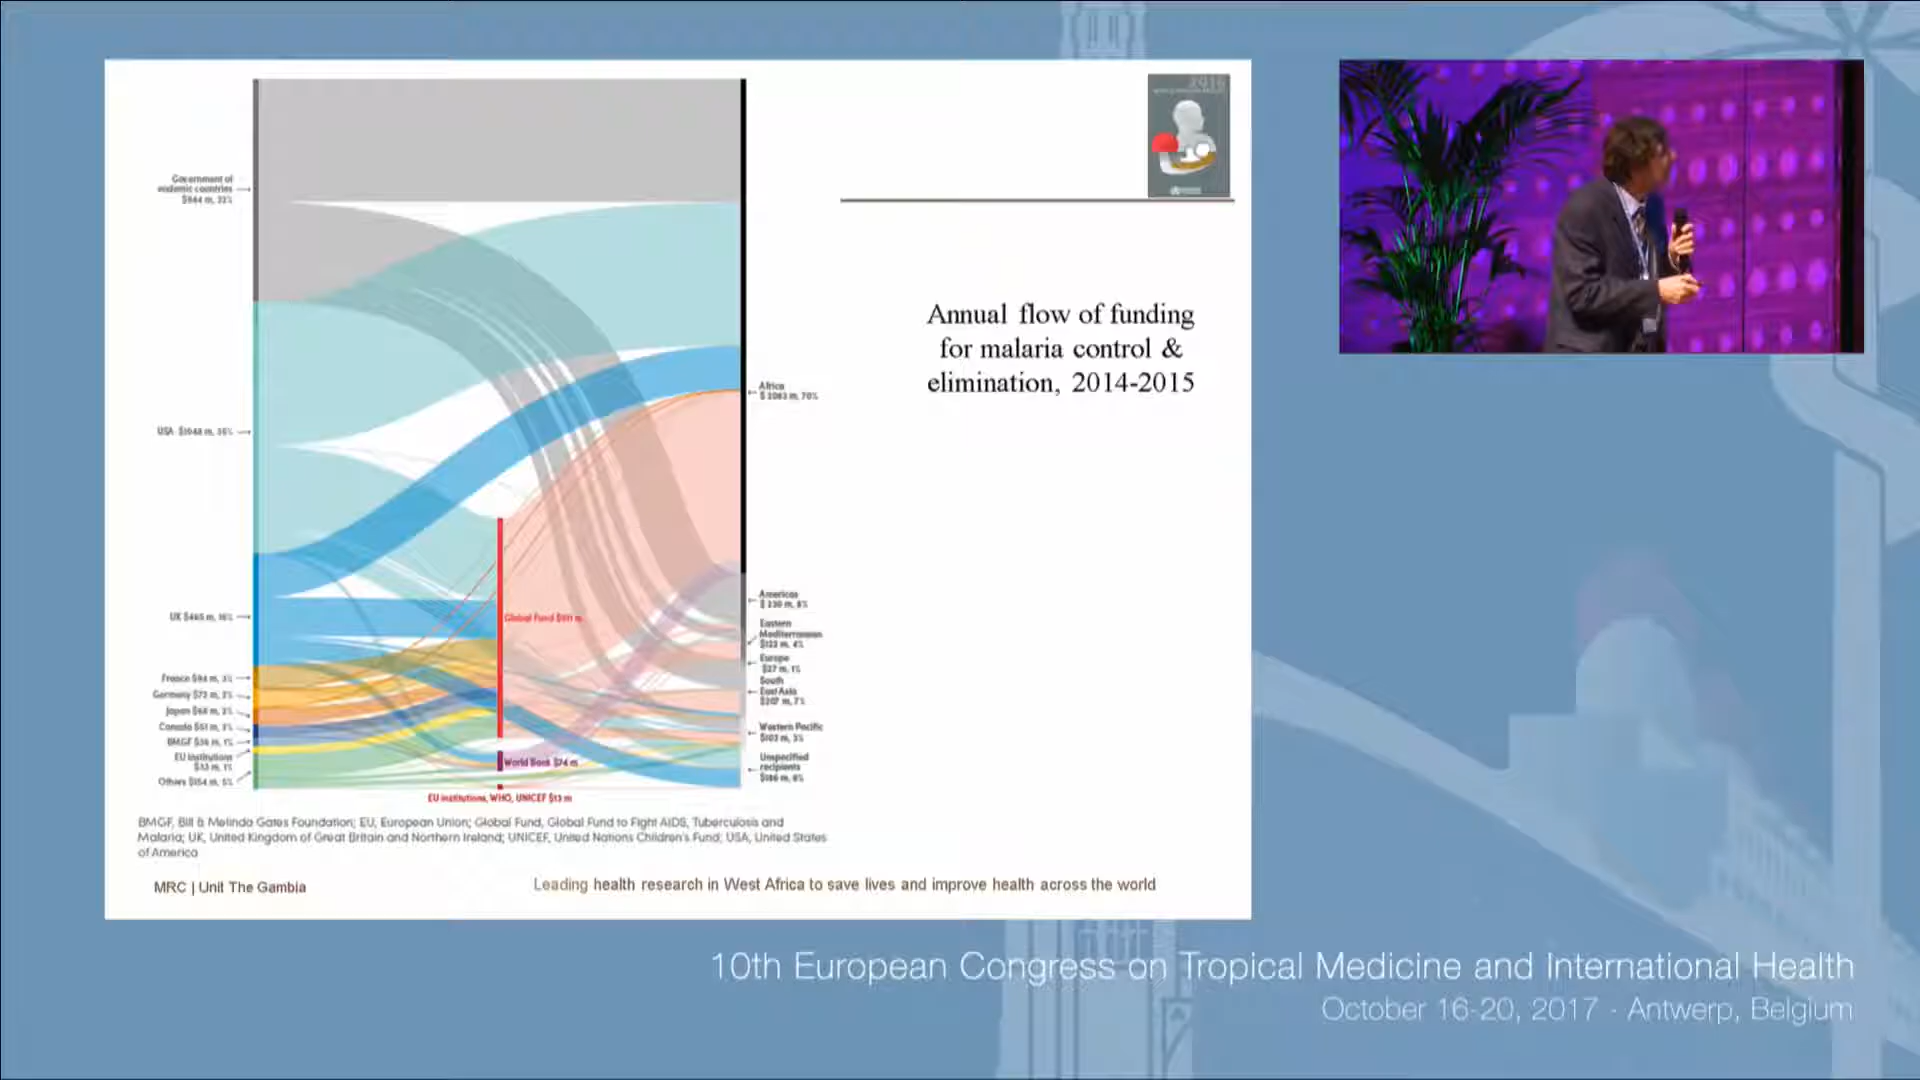 2016
Government of
endemic countries
$944 m, 32%
USA $1048 m, 35%
UK $465 m, 16%
France $94 m, 3%
Germany $73 m, 2%
Japan $68 m, 2%
Canada $51 m, 2%
BMGF $36 m, 1%
EU institutions
$33 m, 1%
Others $154 m, 5%
Global Fund
World Bank $74 m
EU institutions, WHO, UNICEF $13 m
Africa
$ 2083 m, 70%
Americas
m, 8%
Eastern
Mediterranean
$122 m, 4%
Europe
$27 m, 1%
South
East Asia
$207 m, 7%
Western Pacific
$103 m, 3%
Unspecified
recipients
$186 m, 6%
Annual flow of funding
for malaria control &
elimination, 2014-2015
BMGF, Bill & Melinda Gates Foundation; EU, European Union; Global Fund, Global Fund to Fight AIDS, Tuberculosis and
Malaria; UK, United Kingdom of Great Britain and Northern Ireland; UNICEF, United Nations Children's Fund; USA, United States
of America
MRC | Unit The Gambia
Leading health research in West Africa to save lives and improve health across the world
10th European Congress on Tropical Medicine and International Health
October 16-20, 2017 - Antwerp, Belgium